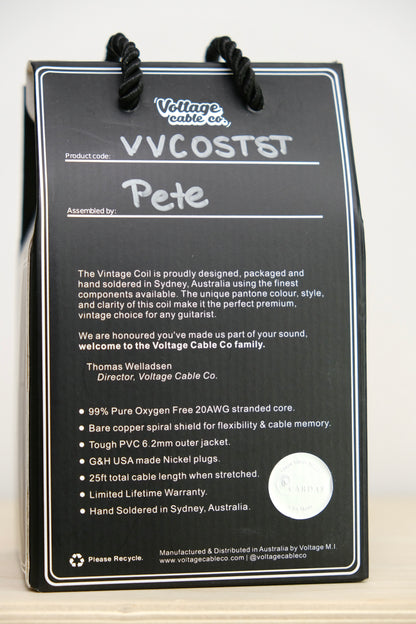 Voltage
cable co.
Product code: VVCOSTST
Assembled by: Pete
The Vintage Coil is proudly designed, packaged and
hand soldered in Sydney, Australia using the finest
components available. The unique pantone colour, style,
and clarity of this coil make it the perfect premium,
vintage choice for any guitarist.
We are honoured you've made us part of your sound,
welcome to the Voltage Cable Co family.
Thomas Welladsen
Director, Voltage Cable Co.
● 99% Pure Oxygen Free 20AWG stranded core.
● Bare copper spiral shield for flexibility & cable memory.
● Tough PVC 6.2mm outer jacket.
● G&H USA made Nickel plugs.
● 25ft total cable length when stretched.
● Limited Lifetime Warranty.
● Hand Soldered in Sydney, Australia.
Please Recycle.
Manufactured & Distributed in Australia by Voltage M.I.
www.voltagecableco.com | @voltagecableco